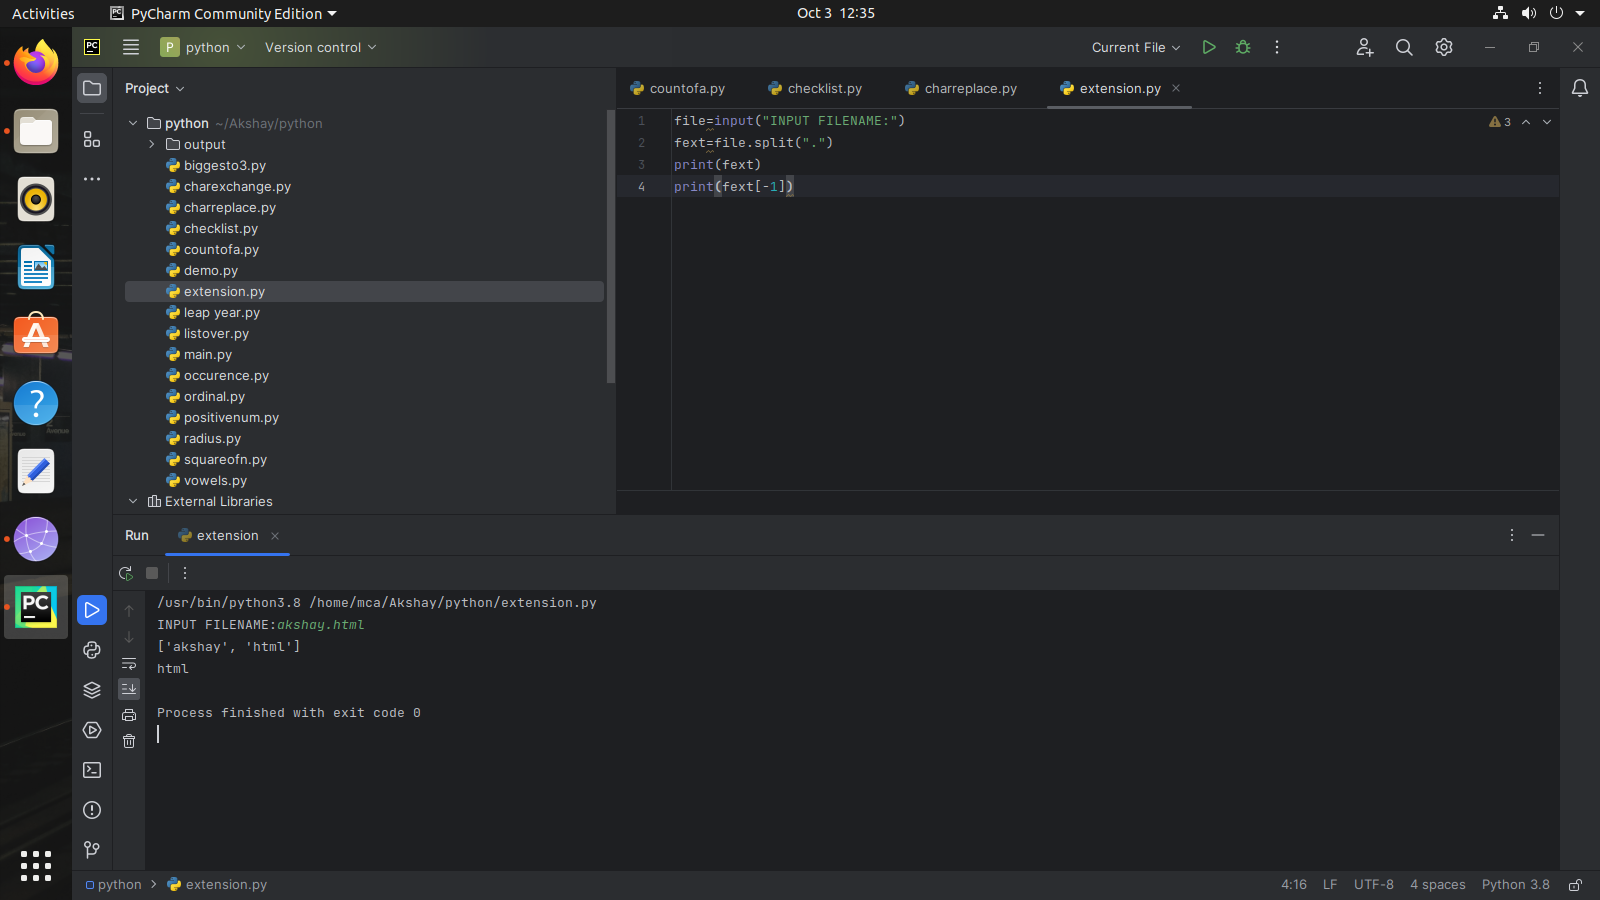 Activities
PyCharm Community Edition
Oct 3 12:35
PC
P python
Version control
Current File
Project
countofa.py
checklist.py
charreplace.py
extension.py
python ~/Akshay/python
output
biggesto3.py
charexchange.py
charreplace.py
checklist.py
countofa.py
demo.py
extension.py
leap year.py
listover.py
main.py
occurence.py
ordinal.py
positivenum.py
radius.py
squareofn.py
vowels.py
External Libraries
1 file=input("INPUT FILENAME:")
2 fext=file.split(".")
3 print(fext)
4 print(fext[-1])
3
Run
extension
/usr/bin/python3.8 /home/mca/Akshay/python/extension.py
INPUT FILENAME:akshay.html
['akshay', 'html']
html
Process finished with exit code 0
PC
python
extension.py
4:16
LF
UTF-8
4 spaces
Python 3.8